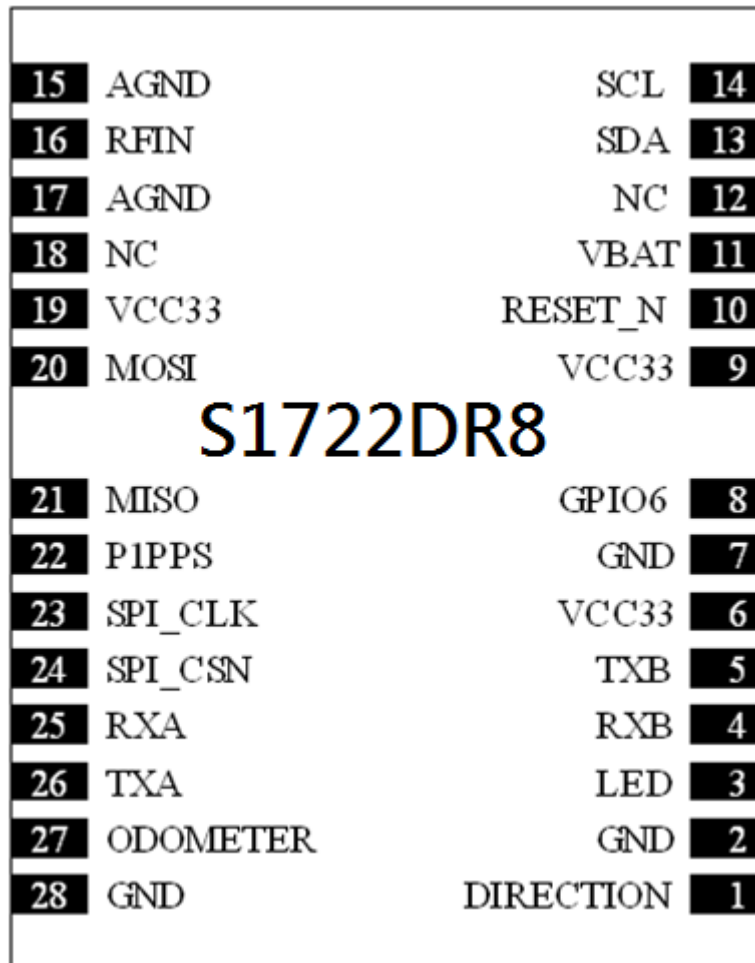 15 AGND SCL 14
16 RFIN SDA 13
17 AGND NC 12
18 NC VBAT 11
19 VCC33 RESET_N 10
20 MOSI VCC33 9
S1722DR8
21 MISO GPIO6 8
22 P1PPS GND 7
23 SPI_CLK VCC33 6
24 SPI_CSN TXB 5
25 RXA RXB 4
26 TXA LED 3
27 ODOMETER GND 2
28 GND DIRECTION 1